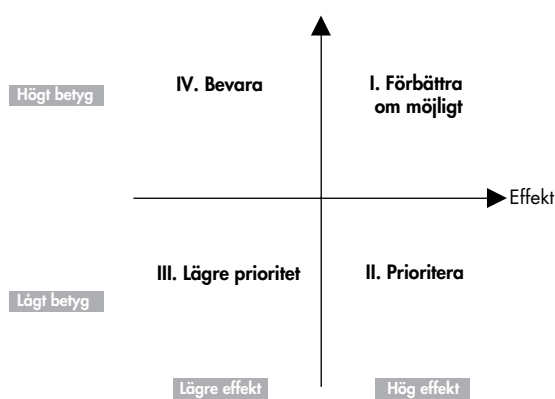 IV. Bevara
I. Förbättra
om möjligt
Högt betyg
Effekt
III. Lägre prioritet
II. Prioritera
Lågt betyg
Lägre effekt
Hög effekt